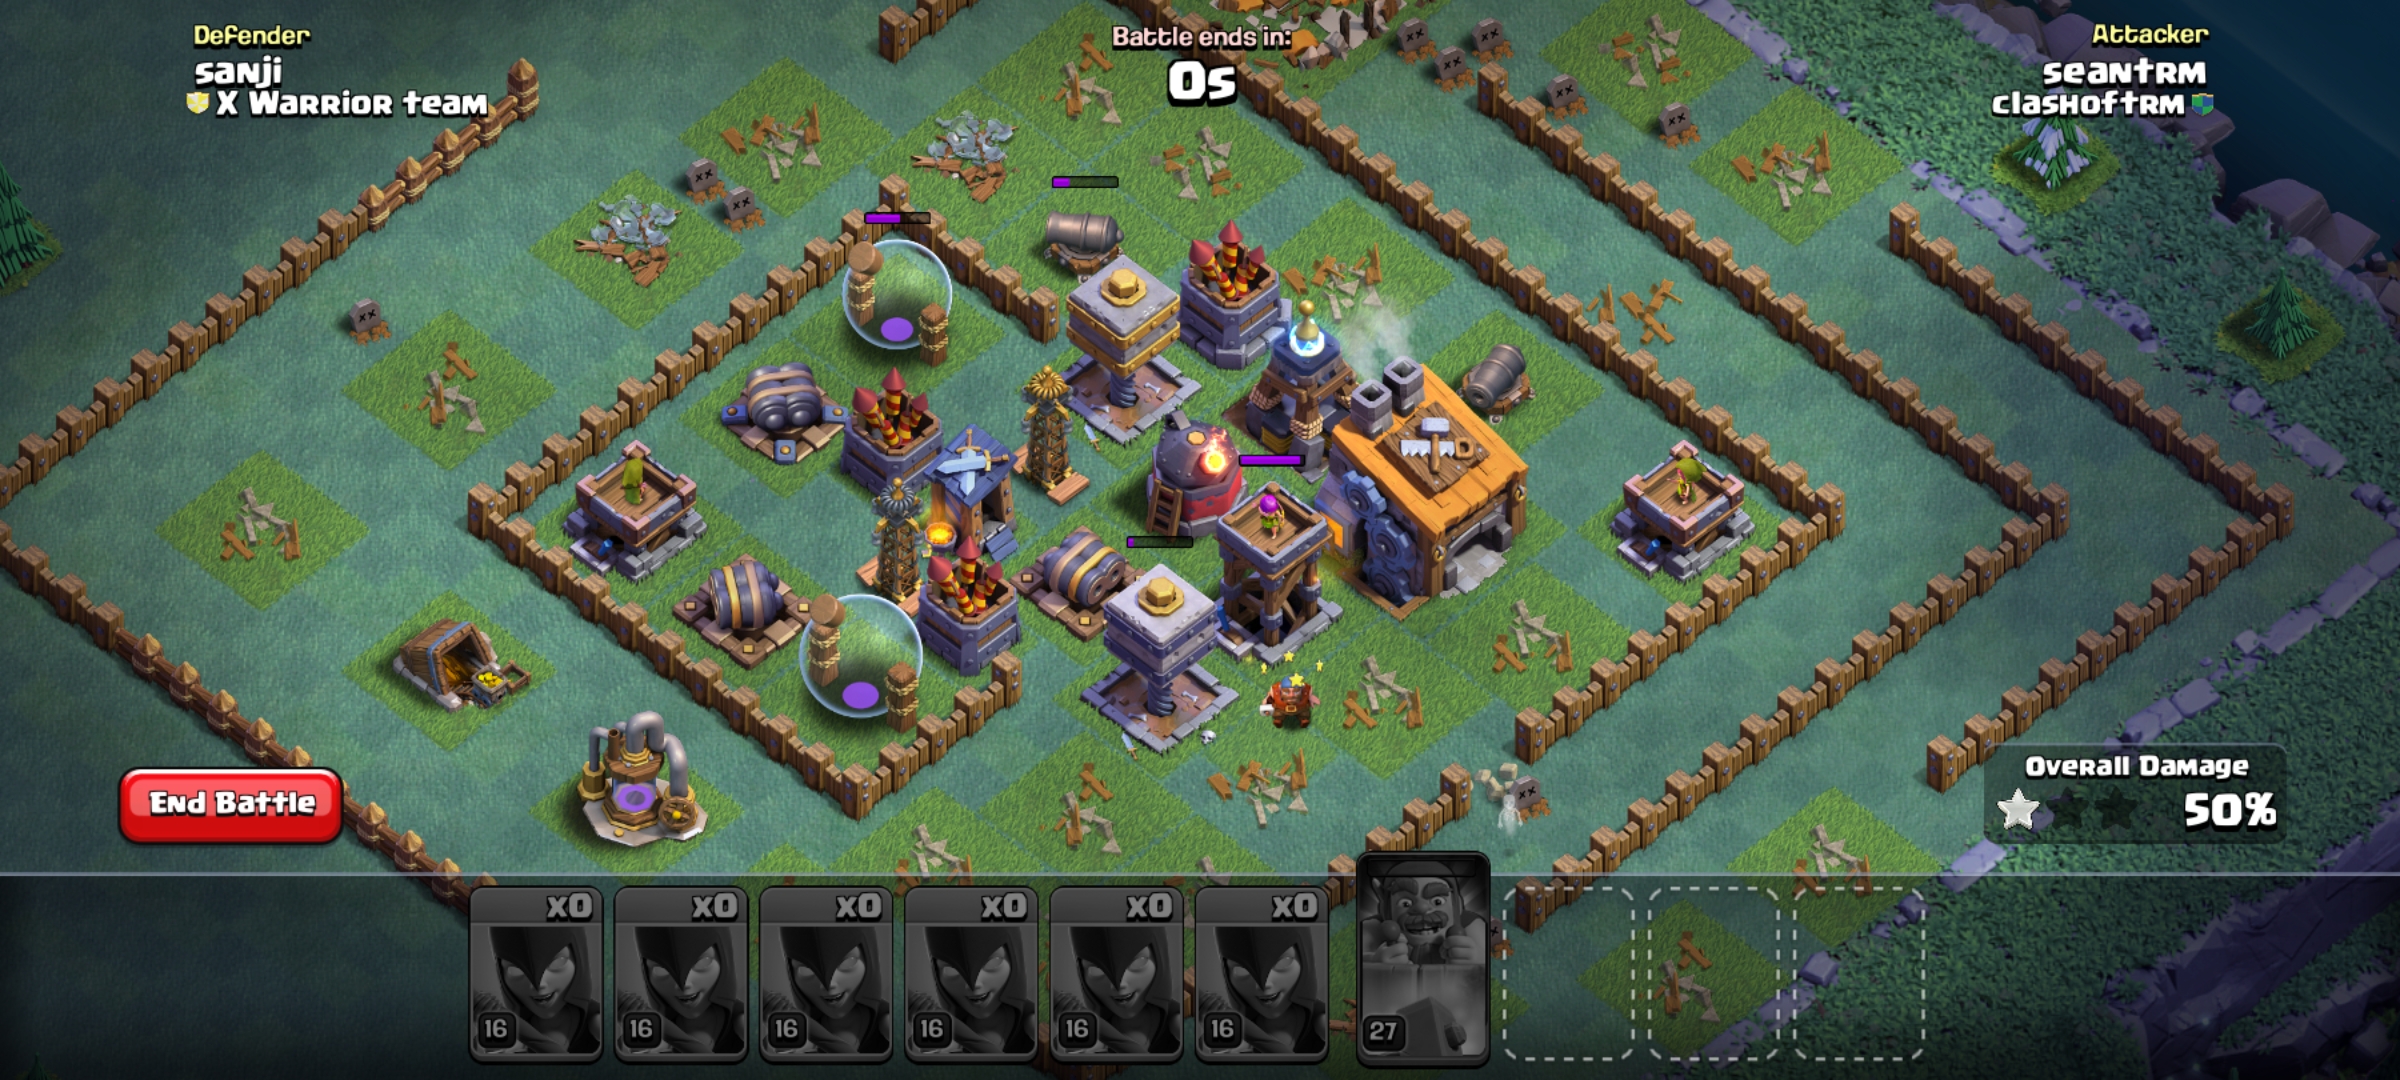 Defender
sanji
X Warrior team
Battle ends in:
0s
Attacker
seantRM
clashoftRM
End Battle
Overall Damage
50%
x0
x0
x0
x0
x0
x0
16
16
16
16
16
16
27